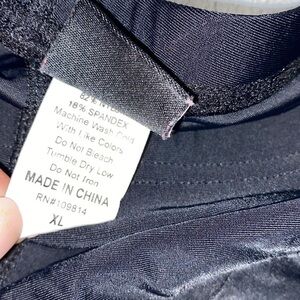 18% SPANDEX
Machine Wash Cold
With Like Colors
Do Not Bleach
Tumble Dry Low
Do Not Iron
MADE IN CHINA
RN#109814
XL